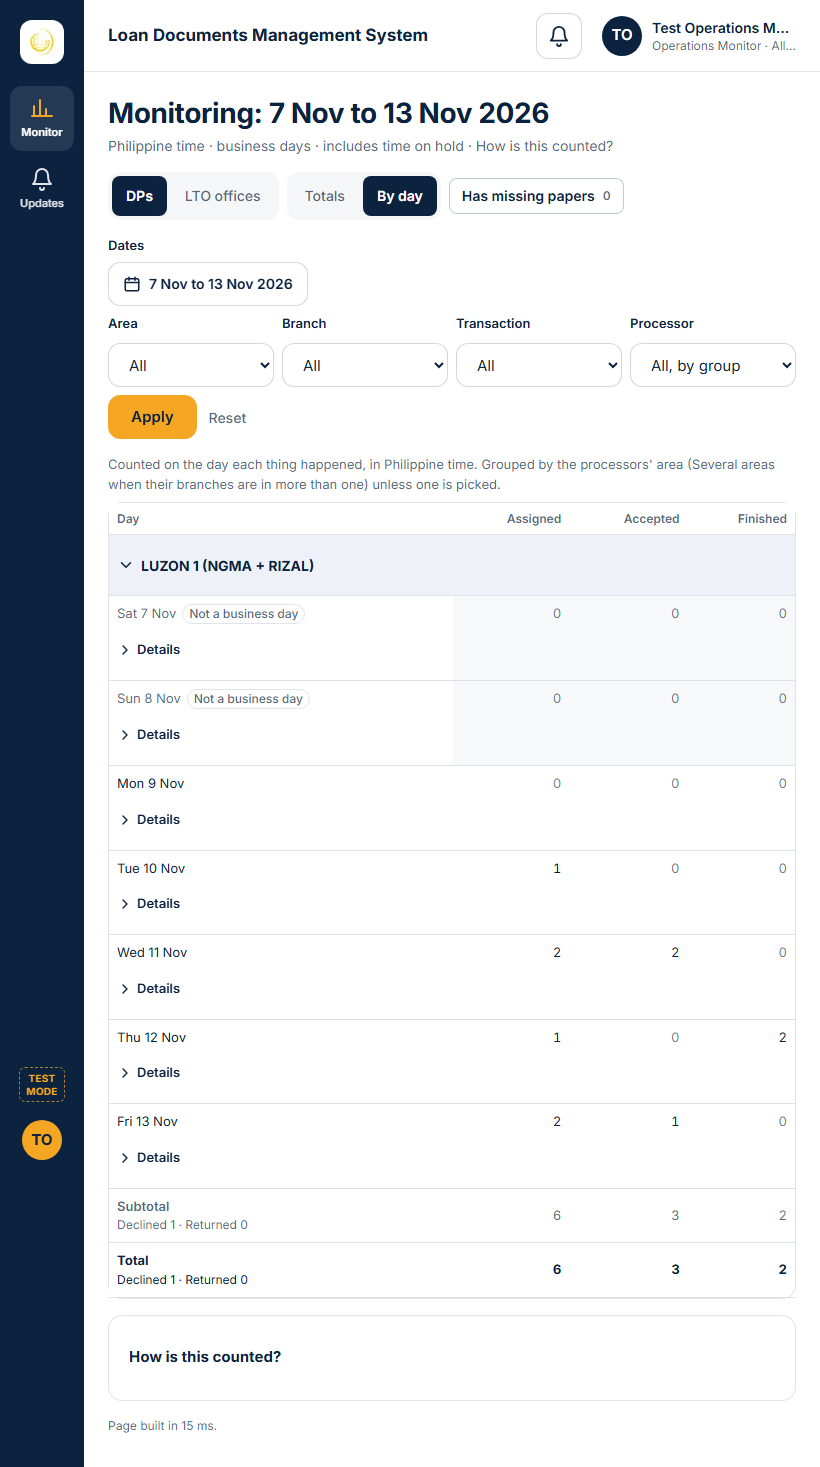 Loan Documents Management System
TO
Test Operations M...
Operations Monitor · All...
Monitor
Updates
TEST
MODE
TO
Monitoring: 7 Nov to 13 Nov 2026
Philippine time · business days · includes time on hold · How is this counted?
DPs LTO offices Totals By day Has missing papers 0
Dates
7 Nov to 13 Nov 2026
Area Branch Transaction Processor
All All All All, by group
Apply Reset
Counted on the day each thing happened, in Philippine time. Grouped by the processors' area (Several areas
when their branches are in more than one) unless one is picked.
Day Assigned Accepted Finished
LUZON 1 (NGMA + RIZAL)
Sat 7 Nov Not a business day 0 0 0
Details
Sun 8 Nov Not a business day 0 0 0
Details
Mon 9 Nov 0 0 0
Details
Tue 10 Nov 1 0 0
Details
Wed 11 Nov 2 2 0
Details
Thu 12 Nov 1 0 2
Details
Fri 13 Nov 2 1 0
Details
Subtotal 6 3 2
Declined 1 · Returned 0
Total 6 3 2
Declined 1 · Returned 0
How is this counted?
Page built in 15 ms.